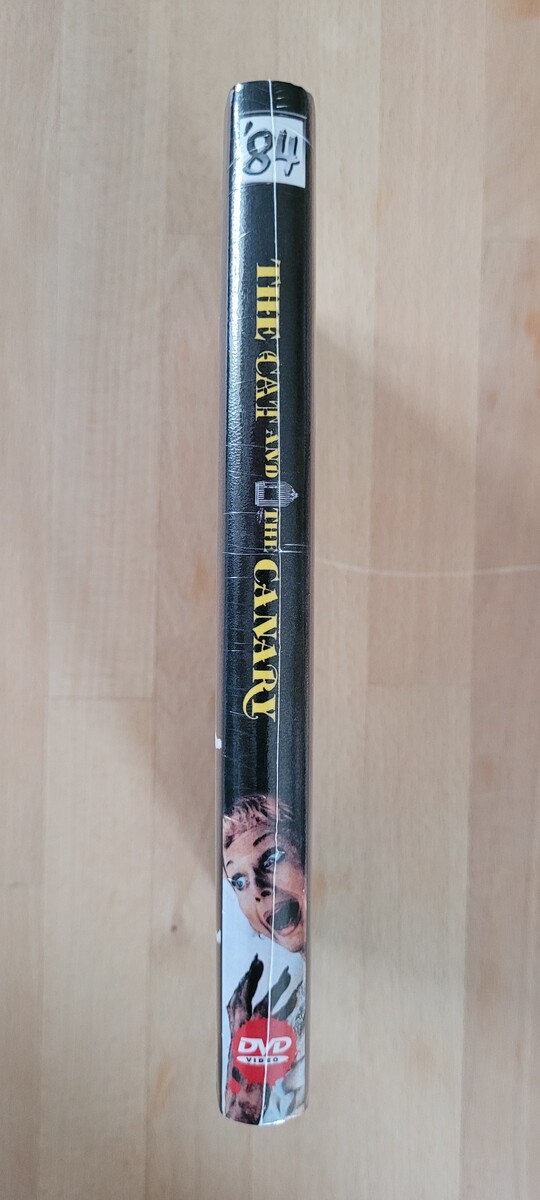 '84
THE CAT AND THE CANARY
DVD
VIDEO